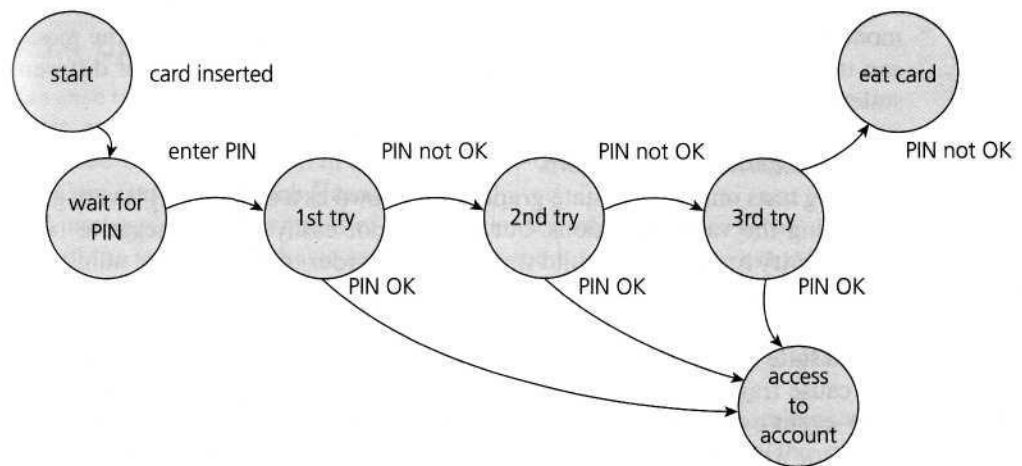 start
card inserted
eat card
enter PIN
PIN not OK
PIN not OK
PIN not OK
wait for
PIN
1st try
2nd try
3rd try
PIN OK
PIN OK
PIN OK
access
to
account